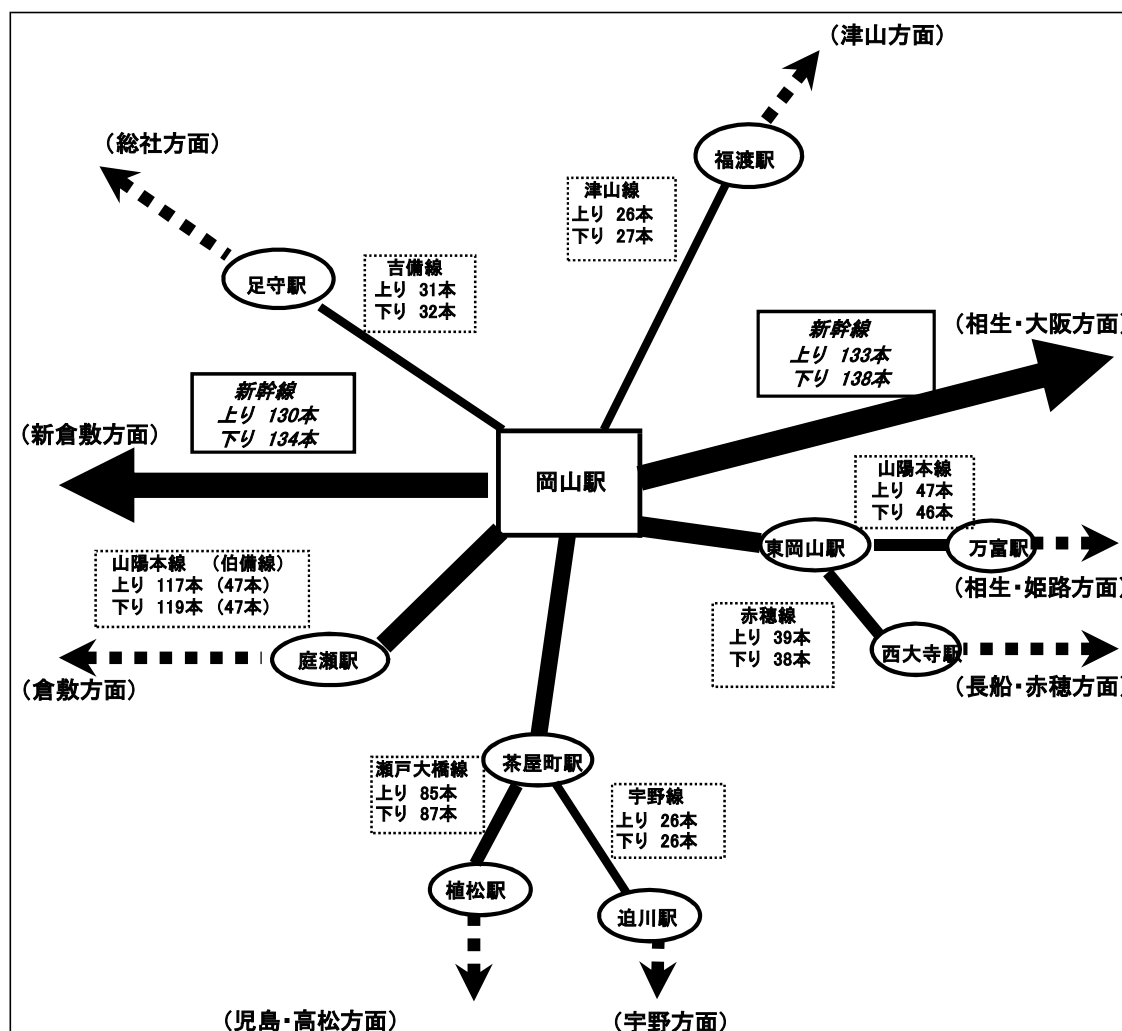 (津山方面)
(総社方面)
福渡駅
津山線
上り 26本
下り 27本
足守駅
吉備線
上り 31本
下り 32本
(相生・大阪方面)
新幹線
上り 133本
下り 138本
新幹線
上り 130本
下り 134本
(新倉敷方面)
岡山駅
山陽本線
上り 47本
下り 46本
東岡山駅
万富駅
(相生・姫路方面)
山陽本線 (伯備線)
上り 117本 (47本)
下り 119本 (47本)
赤穂線
上り 39本
下り 38本
庭瀬駅
西大寺駅
(倉敷方面)
(長船・赤穂方面)
茶屋町駅
瀬戸大橋線
上り 85本
下り 87本
宇野線
上り 26本
下り 26本
植松駅
迫川駅
(児島・高松方面)
(宇野方面)